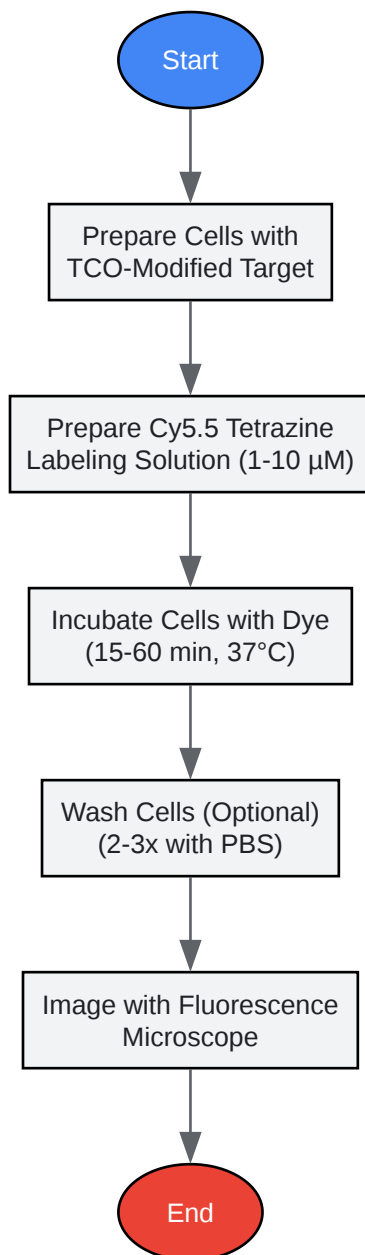 Start
Prepare Cells with
TCO-Modified Target
Prepare Cy5.5 Tetrazine
Labeling Solution (1-10 µM)
Incubate Cells with Dye
(15-60 min, 37°C)
Wash Cells (Optional)
(2-3x with PBS)
Image with Fluorescence
Microscope
End